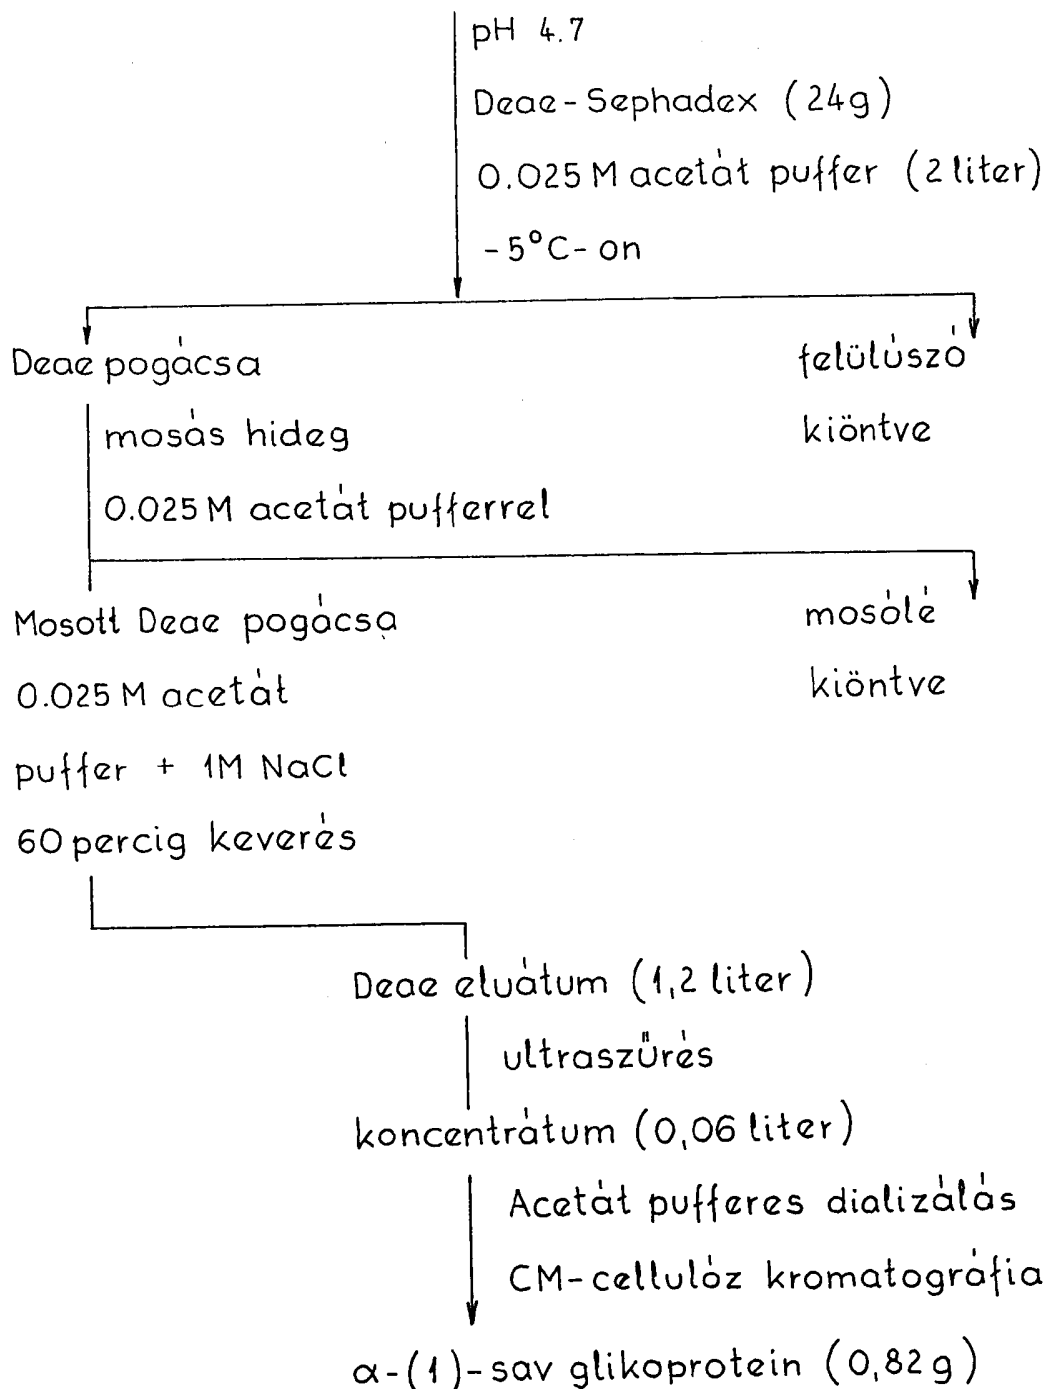 pH 4.7
Deae-Sephadex (24g)
0.025 M acetát puffer (2 liter)
-5°C-on
Deae pogácsa
felülúszó
mosás hideg
kiöntve
0.025 M acetát pufferrel
Mosott Deae pogácsa
mosólé
0.025 M acetát
kiöntve
puffer + 1M NaCl
60 percig keverés
Deae eluátum (1,2 liter)
ultraszűrés
koncentrátum (0,06 liter)
Acetát pufferes dializálás
CM-cellulóz kromatográfia
α-(1)-sav glikoprotein (0,82 g)